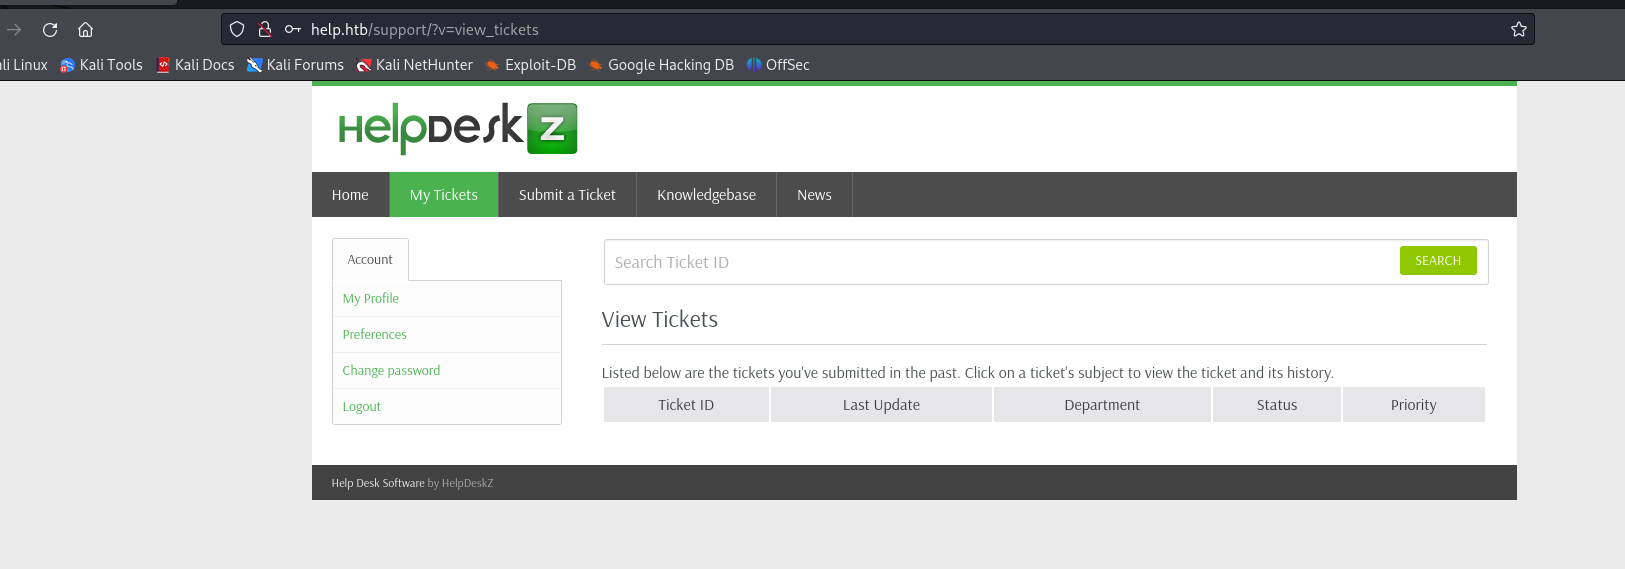 help.htb/support/?v=view_tickets
ali Linux Kali Tools Kali Docs Kali Forums Kali NetHunter Exploit-DB Google Hacking DB OffSec
HelpDesk Z
Home My Tickets Submit a Ticket Knowledgebase News
Account
Search Ticket ID SEARCH
My Profile
Preferences
Change password
Logout
View Tickets
Listed below are the tickets you've submitted in the past. Click on a ticket's subject to view the ticket and its history.
Ticket ID Last Update Department Status Priority
Help Desk Software by HelpDeskZ